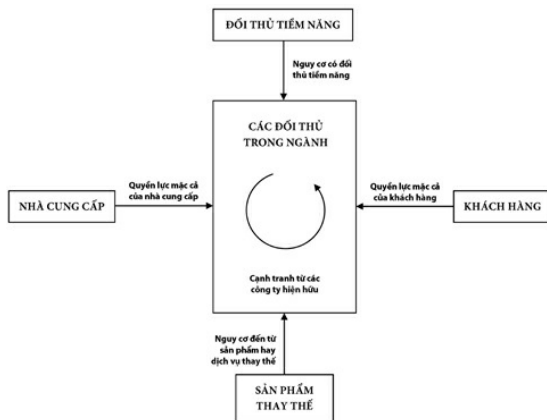 ĐỐI THỦ TIỀM NĂNG
Nguy cơ có đối
thủ tiềm năng
CÁC ĐỐI THỦ
TRONG NGÀNH
Quyền lực mặc cả
của nhà cung cấp
NHÀ CUNG CẤP
Quyền lực mặc cả
của khách hàng
KHÁCH HÀNG
Cạnh tranh từ các
công ty hiện hữu
Nguy cơ đến từ
sản phẩm hay
dịch vụ thay thế
SẢN PHẨM
THAY THẾ